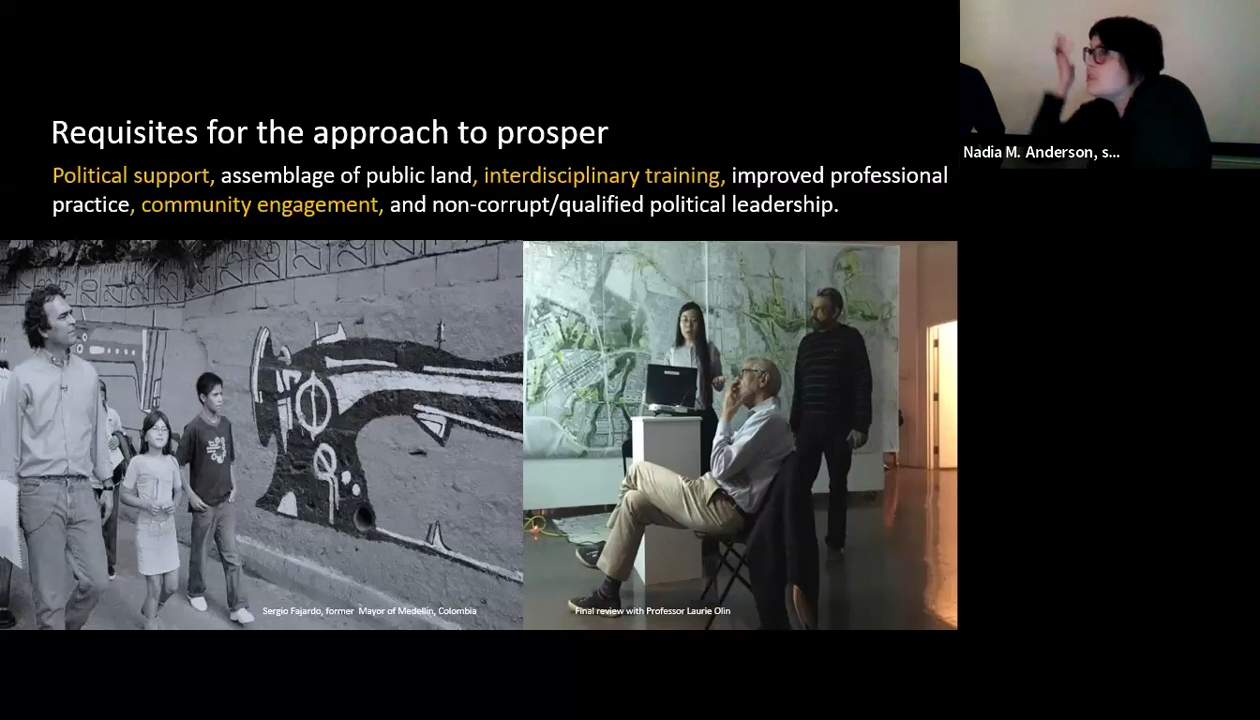 Requisites for the approach to prosper
Political support, assemblage of public land, interdisciplinary training, improved professional
practice, community engagement, and non-corrupt/qualified political leadership.
Nadia M. Anderson, s...
Sergio Fajardo, former Mayor of Medellin, Colombia
Final review with Professor Laurie Olin